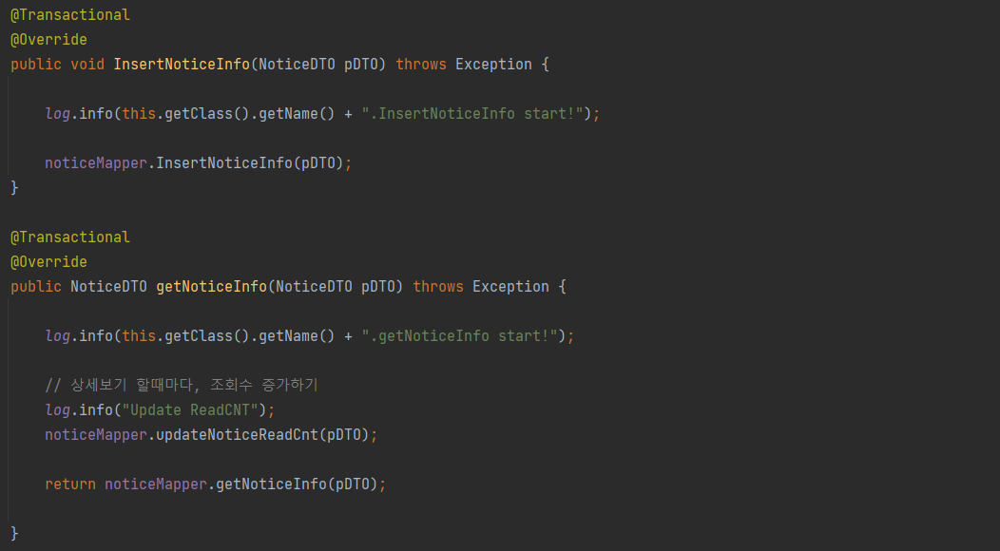 @Transactional
@Override
public void InsertNoticeInfo(NoticeDTO pDTO) throws Exception {
log.info(this.getClass().getName() + ".InsertNoticeInfo start!");
noticeMapper.InsertNoticeInfo(pDTO);
}
@Transactional
@Override
public NoticeDTO getNoticeInfo(NoticeDTO pDTO) throws Exception {
log.info(this.getClass().getName() + ".getNoticeInfo start!");
// 상세보기 할때마다, 조회수 증가하기
log.info("Update ReadCNT");
noticeMapper.updateNoticeReadCnt(pDTO);
return noticeMapper.getNoticeInfo(pDTO);
}